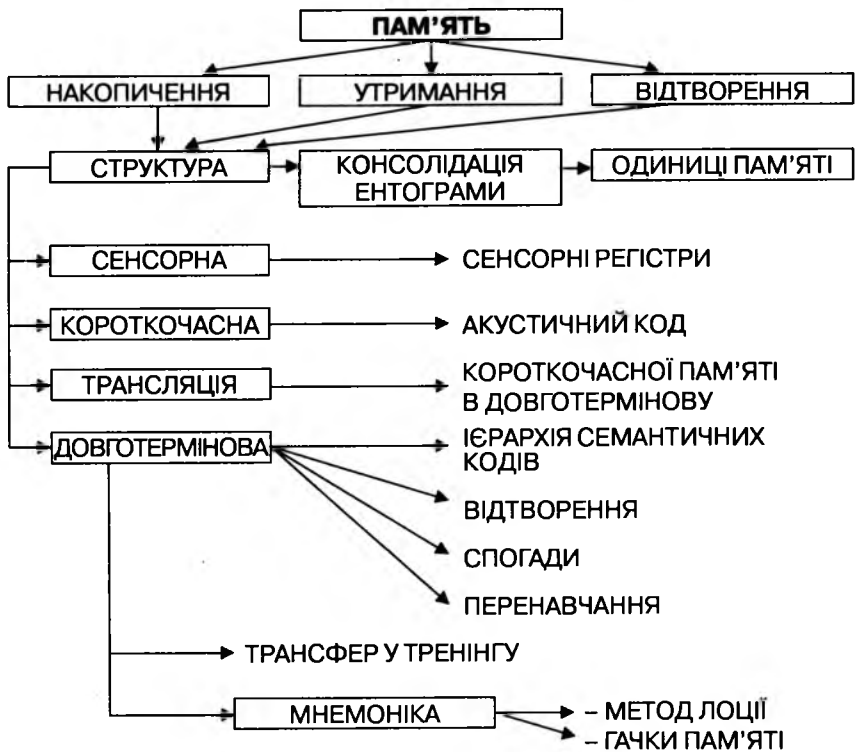 ПАМ’ЯТЬ
НАКОПИЧЕННЯ
УТРИМАННЯ
ВІДТВОРЕННЯ
СТРУКТУРА
КОНСОЛІДАЦІЯ
ЕНТОГРАМИ
ОДИНИЦІ ПАМ’ЯТІ
СЕНСОРНА
СЕНСОРНІ РЕГІСТРИ
КОРОТКОЧАСНА
АКУСТИЧНИЙ КОД
ТРАНСЛЯЦІЯ
КОРОТКОЧАСНОЇ ПАМ’ЯТІ
В ДОВГОТЕРМІНОВУ
ДОВГОТЕРМІНОВА
ІЄРАРХІЯ СЕМАНТИЧНИХ
КОДІВ
ВІДТВОРЕННЯ
СПОГАДИ
ПЕРЕНАВЧАННЯ
ТРАНСФЕР У ТРЕНІНГУ
МНЕМОНІКА
– МЕТОД ЛОЦІЇ
– ГАЧКИ ПАМ’ЯТІ